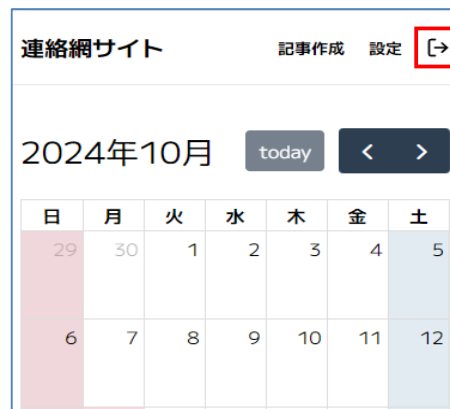 連絡網サイト 記事作成 設定
2024年10月 today
日 月 火 水 木 金 土
29 30 1 2 3 4 5
6 7 8 9 10 11 12